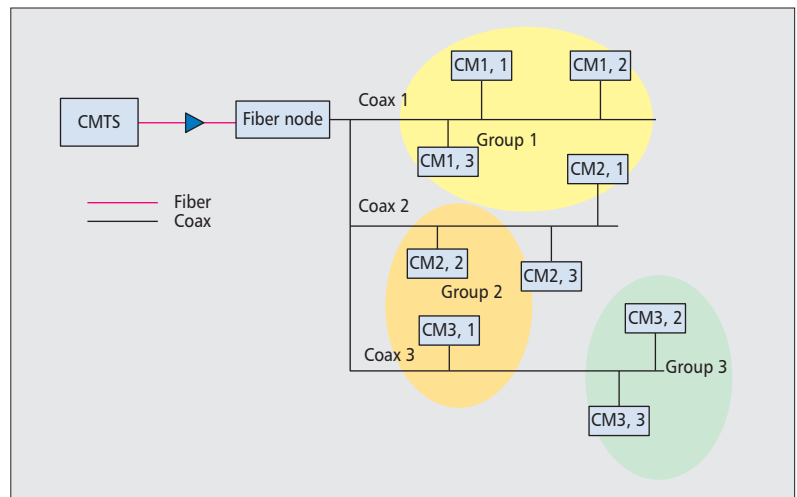 CM1, 1
CM1, 2
Coax 1
CMTS
Fiber node
Group 1
CM1, 3
CM2, 1
Fiber
Coax
Coax 2
CM2, 2
CM2, 3
Group 2
CM3, 1
CM3, 2
Coax 3
Group 3
CM3, 3